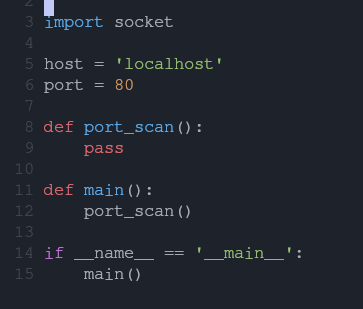 2
3 import socket
4
5 host = 'localhost'
6 port = 80
7
8 def port_scan():
9     pass
10
11 def main():
12     port_scan()
13
14 if __name__ == '__main__':
15     main()